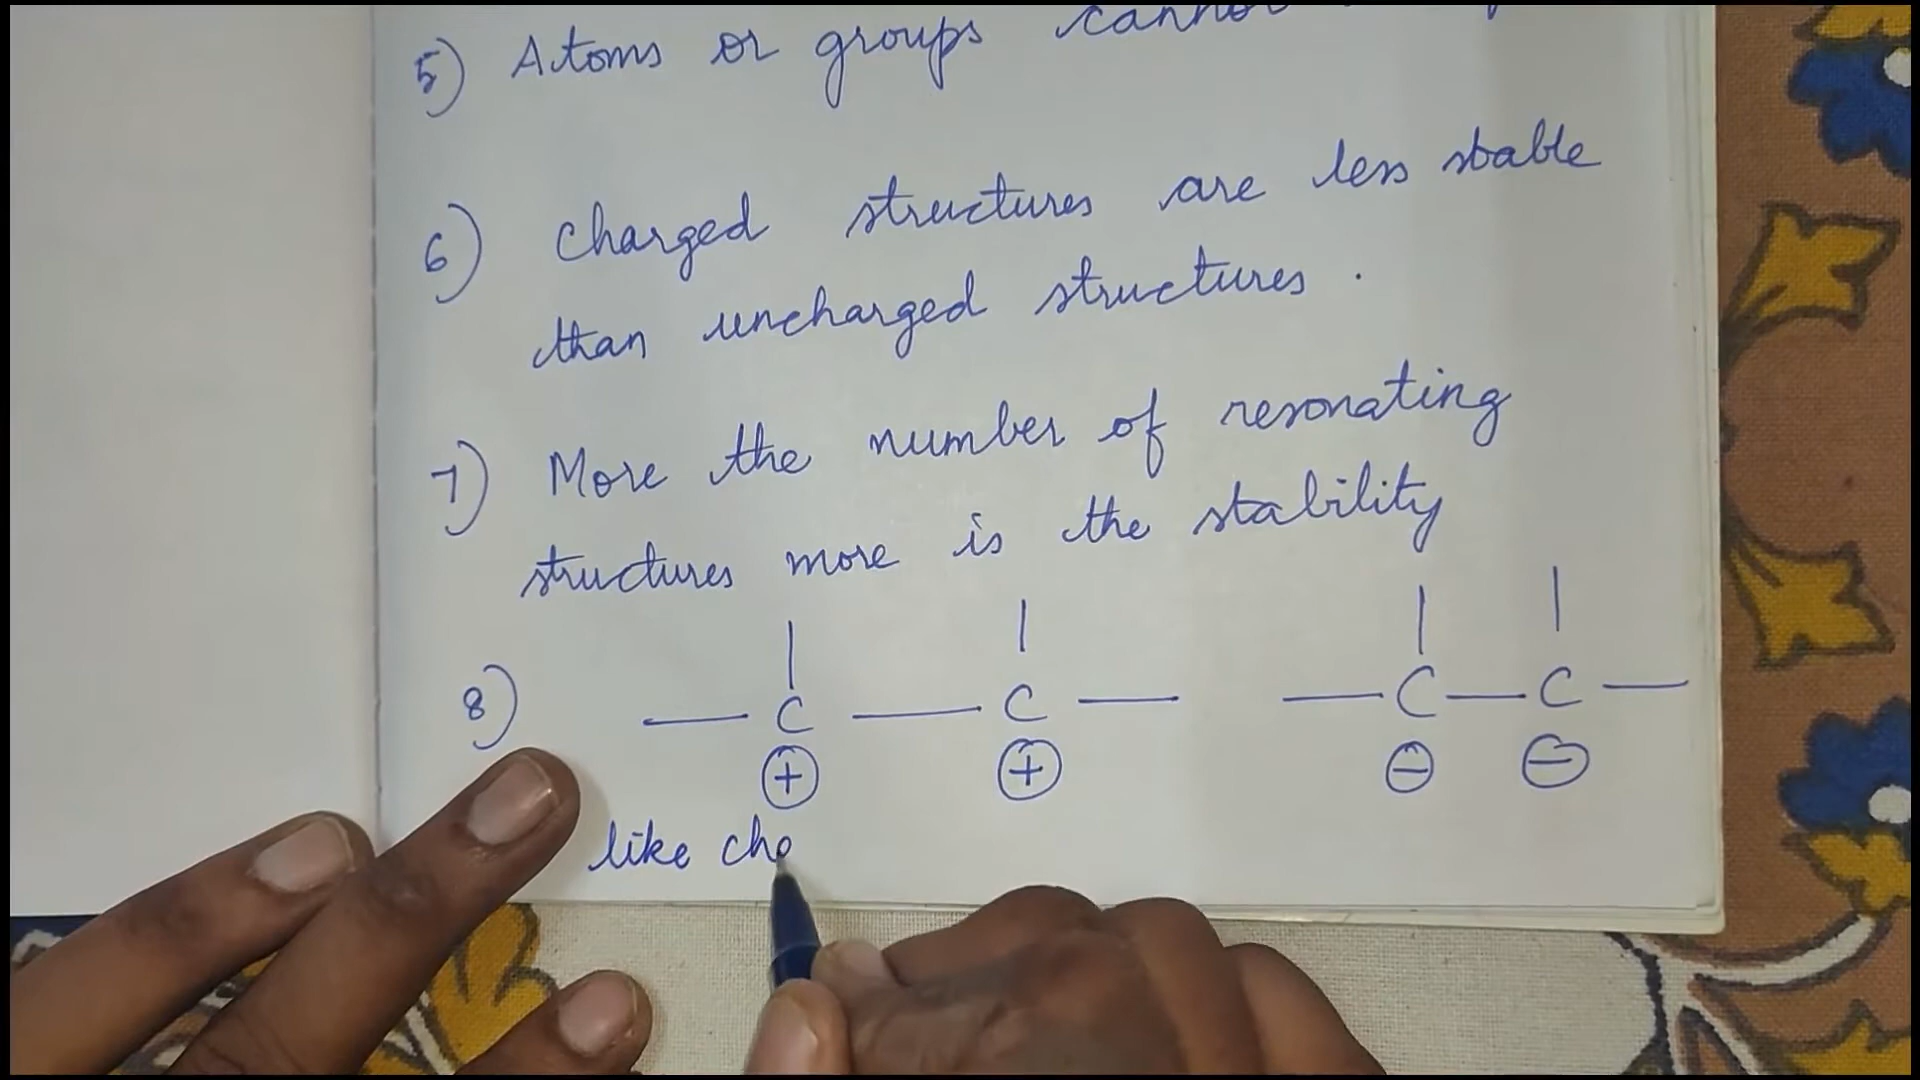 5) Atoms or groups cannot
6) Charged structures are less stable
than uncharged structures.
7) More the number of resonating
structures more is the stability
8)
| | | |
— C — C — — C — C —
⊕ ⊕ ⊖ ⊖
like cha